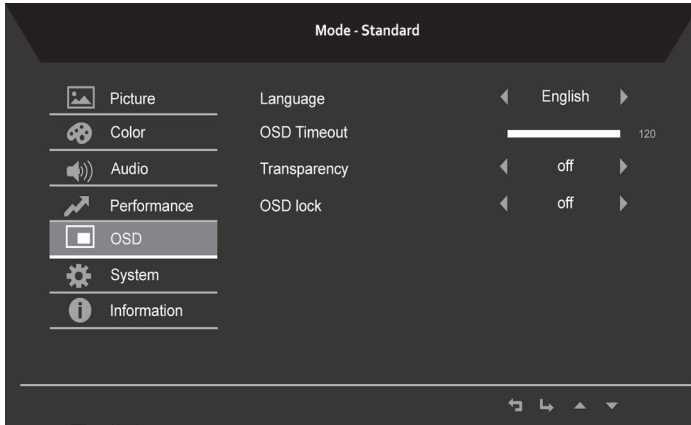 Mode - Standard
Picture
Language
English
Color
OSD Timeout
120
Audio
Transparency
off
Performance
OSD lock
off
OSD
System
Information